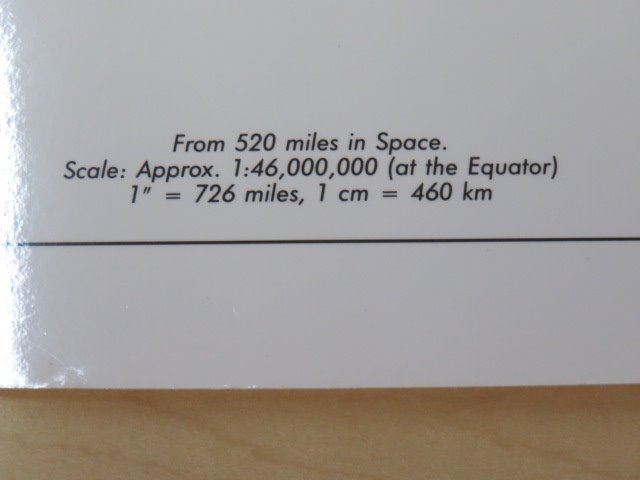 From 520 miles in Space.
Scale: Approx. 1:46,000,000 (at the Equator)
1" = 726 miles, 1 cm = 460 km